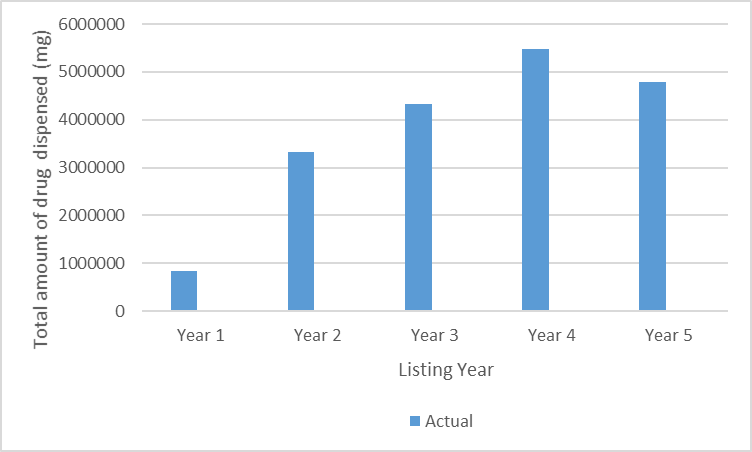 Total amount of drug dispensed (mg)
6000000
5000000
4000000
3000000
2000000
1000000
0
Year 1
Year 2
Year 3
Year 4
Year 5
Listing Year
Actual